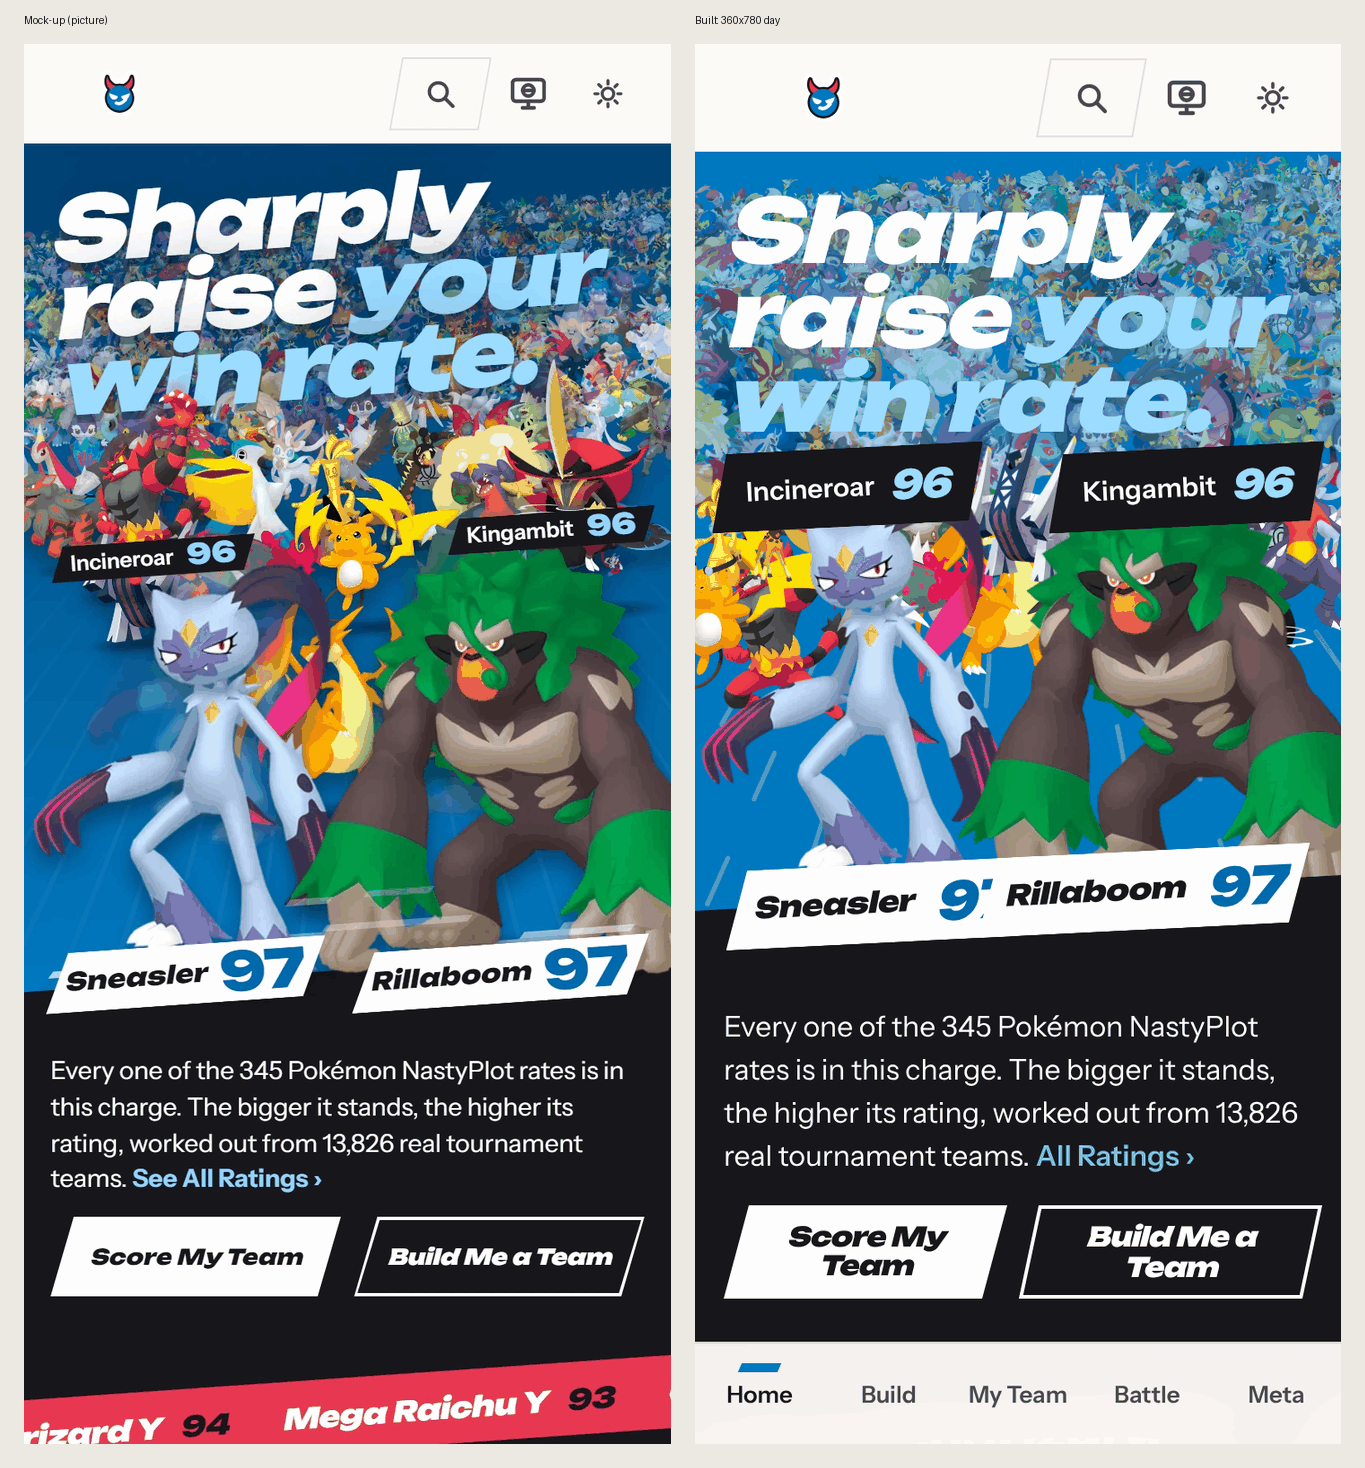 Mock-up (picture)
Sharply
raise your
win rate.
Incineroar 96
Kingambit 96
Sneasler 97
Rillaboom 97
Every one of the 345 Pokémon NastyPlot rates is in
this charge. The bigger it stands, the higher its
rating, worked out from 13,826 real tournament
teams. See All Ratings ›
Score My Team
Build Me a Team
rizard Y 94
Mega Raichu Y 93
Built 360x780 day
Sharply
raise your
win rate.
Incineroar 96
Kingambit 96
Sneasler 9
Rillaboom 97
Every one of the 345 Pokémon NastyPlot
rates is in this charge. The bigger it stands,
the higher its rating, worked out from 13,826
real tournament teams. All Ratings ›
Score My
Team
Build Me a
Team
Home
Build
My Team
Battle
Meta